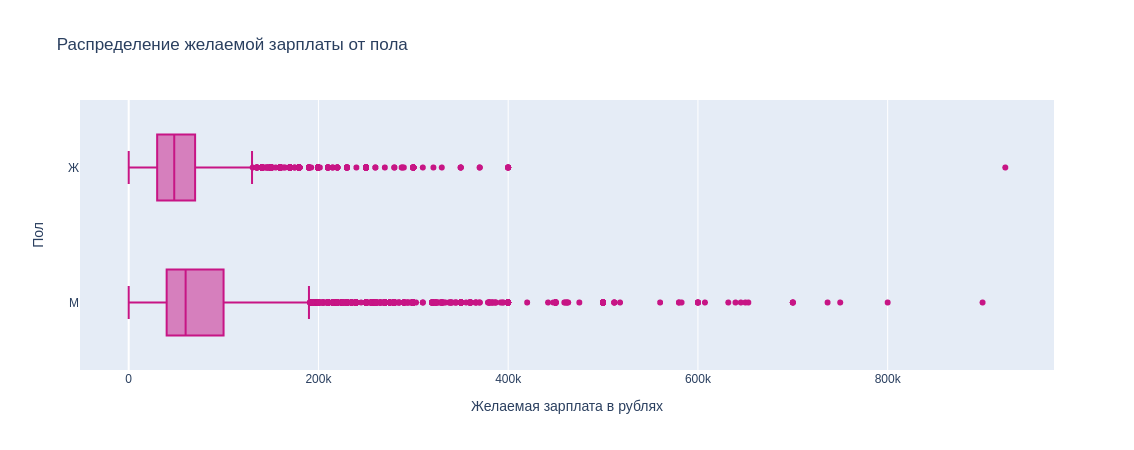 Распределение желаемой зарплаты от пола
Ж
Пол
М
0 200k 400k 600k 800k
Желаемая зарплата в рублях